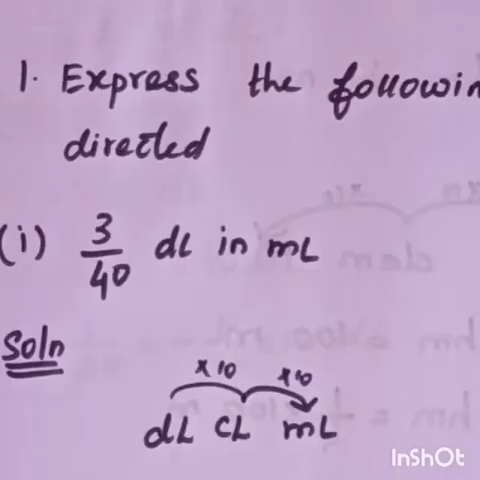 1. Express the followin
directed
(i) 3/40 dL in mL
Soln
×10 ×10
dL cL mL
InShOt